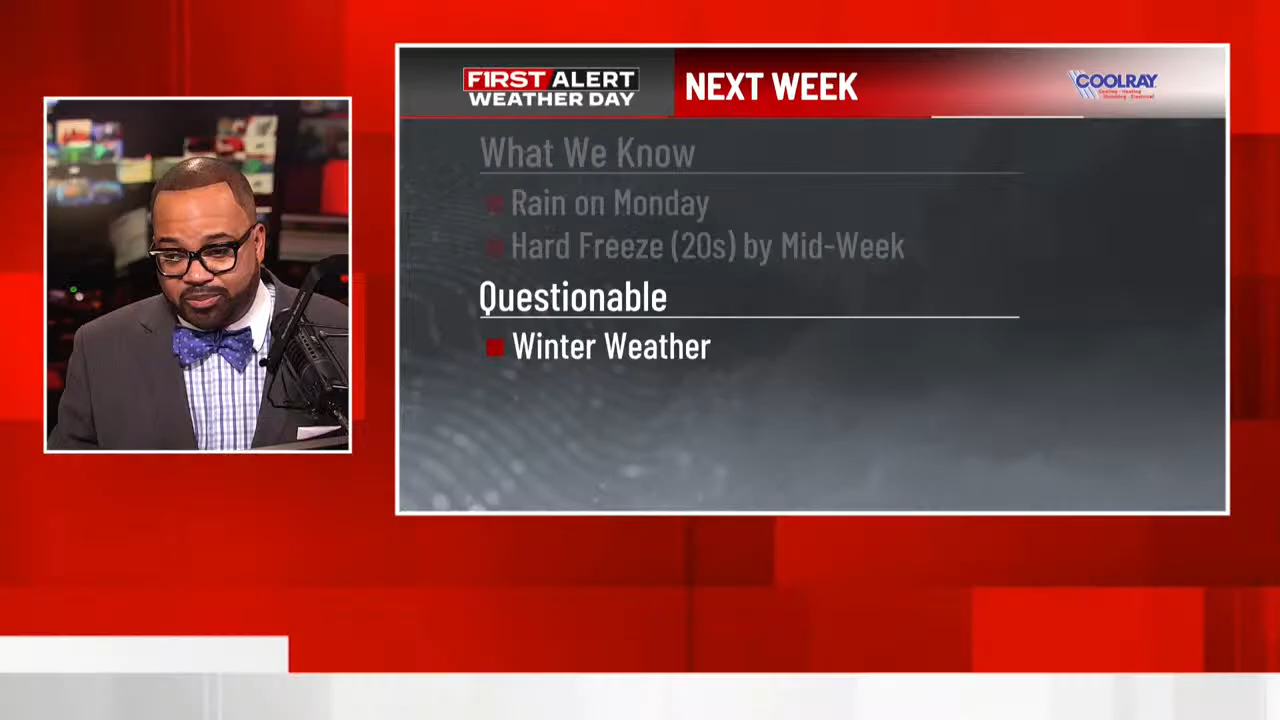 FIRST ALERT
WEATHER DAY
NEXT WEEK
COOLRAY
What We Know
Rain on Monday
Hard Freeze (20s) by Mid-Week
Questionable
Winter Weather